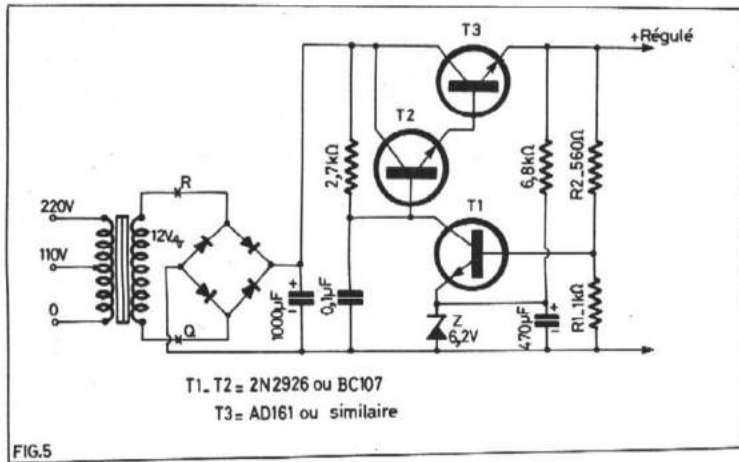 T3
+Régulé
T2
2,7kΩ
6,8kΩ
R2_560Ω
R
T1
220V
12V
110V
0
1000µF
0,1µF
Q
Z
6,2V
470µF
R1_1kΩ
T1_T2= 2N2926 ou BC107
T3= AD161 ou similaire
FIG.5